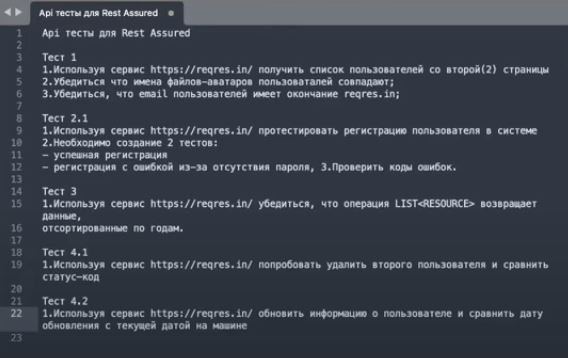 Api тесты для Rest Assured
1 Api тесты для Rest Assured
2
3 Тест 1
4 1.Используя сервис https://reqres.in/ получить список пользователей со второй(2) страницы
5 2.Убедиться что имена файлов-аватаров пользователей совпадают;
6 3.Убедиться, что email пользователей имеет окончание reqres.in;
7
8 Тест 2.1
9 1.Используя сервис https://reqres.in/ протестировать регистрацию пользователя в системе
10 2.Необходимо создание 2 тестов:
11 – успешная регистрация
12 – регистрация с ошибкой из-за отсутствия пароля, 3.Проверить коды ошибок.
13
14 Тест 3
15 1.Используя сервис https://reqres.in/ убедиться, что операция LIST<RESOURCE> возвращает
данные,
16 отсортированные по годам.
17
18 Тест 4.1
19 1.Используя сервис https://reqres.in/ попробовать удалить второго пользователя и сравнить
статус-код
20
21 Тест 4.2
22 1.Используя сервис https://reqres.in/ обновить информацию о пользователе и сравнить дату
обновления с текущей датой на машине
23